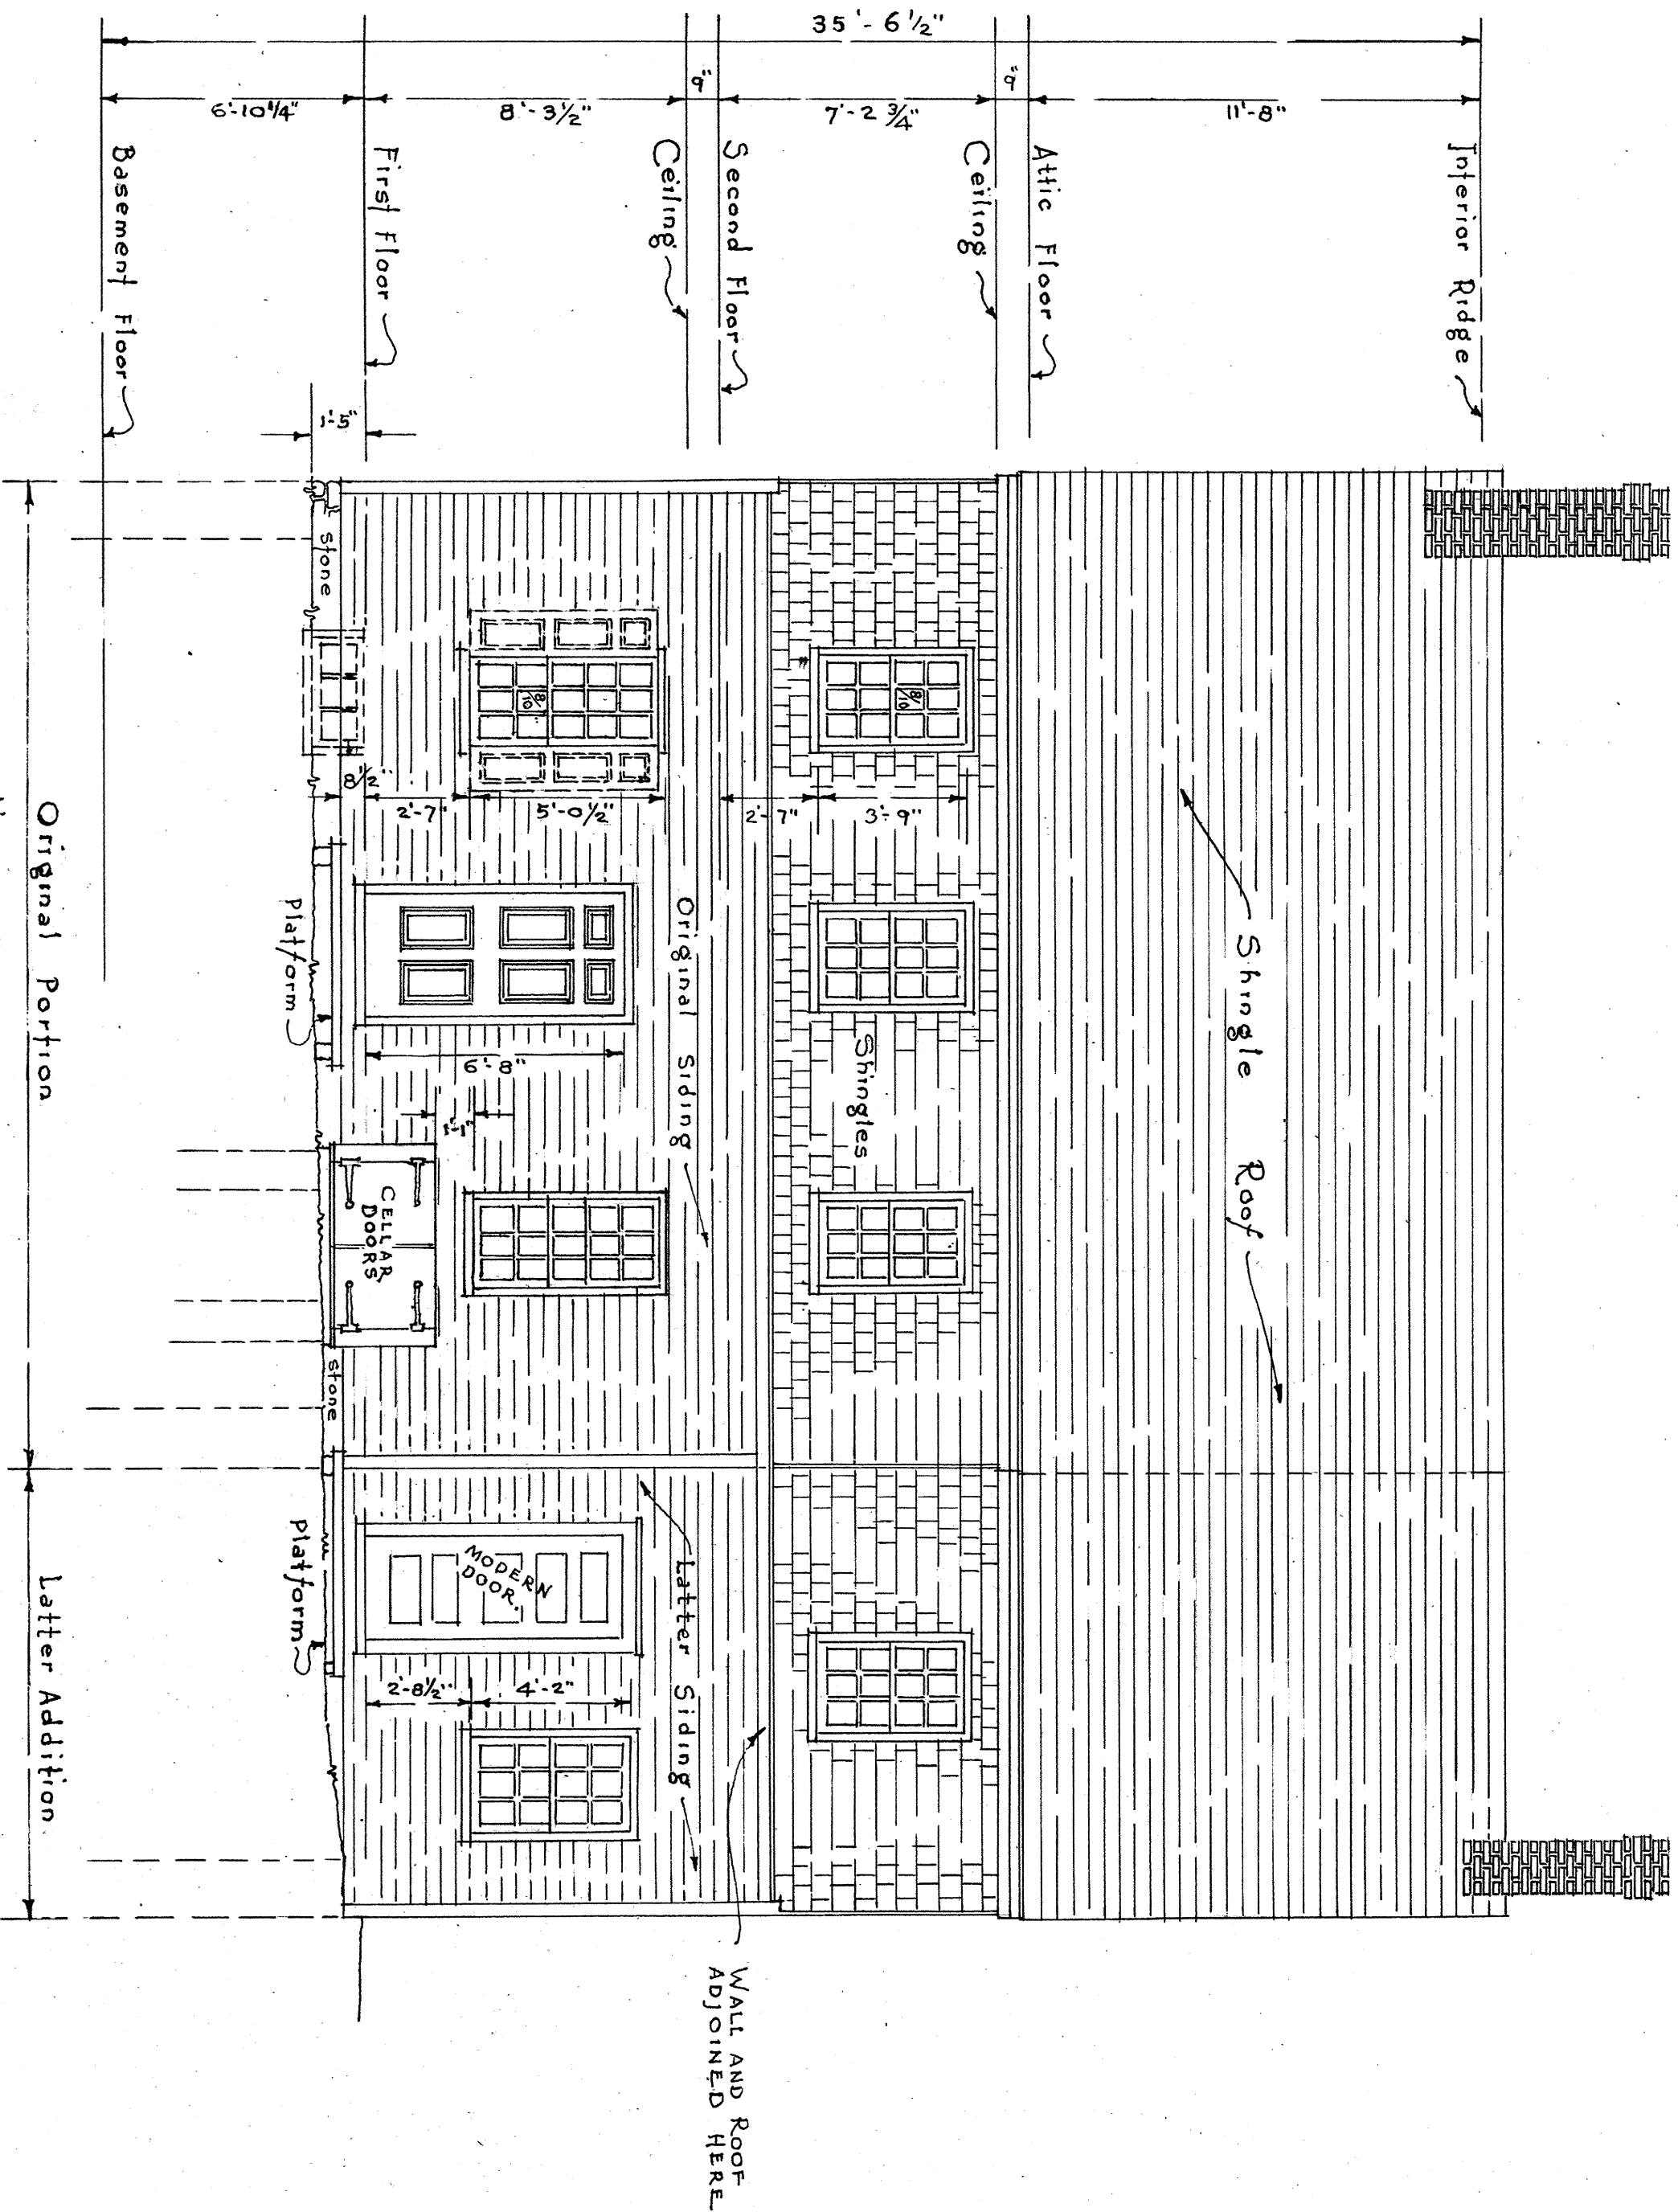 35'-6 1/2"
11'-8"
9"
7'-2 3/4"
9"
8'-3 1/2"
6'-10 1/4"
Interior Ridge
Attic Floor
Ceiling
Second Floor
Ceiling
First Floor
Basement Floor
1'-5"
Shingle Roof
8/10
3'-9"
2'-7"
Shingles
8/10
5'-0 1/2"
2'-7"
8 1/2"
Original Siding
6'-8"
1'-1"
stone
Platform
CELLAR
DOORS
stone
Latter Siding
MODERN
DOOR.
4'-2"
2'-8 1/2"
Platform
WALL AND ROOF
ADJOINED HERE
Original Portion
Latter Addition